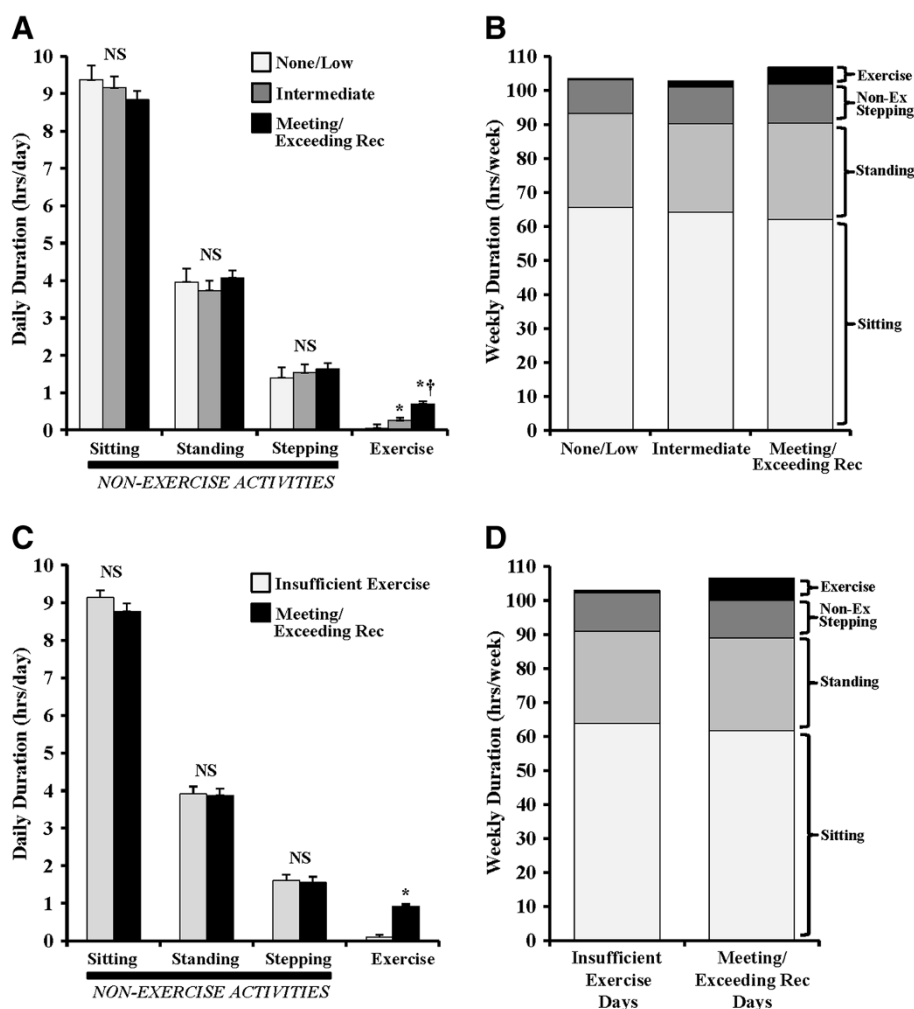 A
NS
None/Low
Intermediate
Meeting/
Exceeding Rec
Daily Duration (hrs/day)
10
9
8
7
6
5
4
3
2
1
0
NS
NS
*
*†
Sitting
Standing
Stepping
Exercise
NON-EXERCISE ACTIVITIES
B
Weekly Duration (hrs/week)
110
100
90
80
70
60
50
40
30
20
10
0
Exercise
Non-Ex
Stepping
Standing
Sitting
None/Low
Intermediate
Meeting/
Exceeding Rec
C
NS
Insufficient Exercise
Meeting/
Exceeding Rec
Daily Duration (hrs/day)
10
9
8
7
6
5
4
3
2
1
0
NS
NS
*
Sitting
Standing
Stepping
Exercise
NON-EXERCISE ACTIVITIES
D
Weekly Duration (hrs/week)
110
100
90
80
70
60
50
40
30
20
10
0
Exercise
Non-Ex
Stepping
Standing
Sitting
Insufficient
Exercise
Days
Meeting/
Exceeding Rec
Days